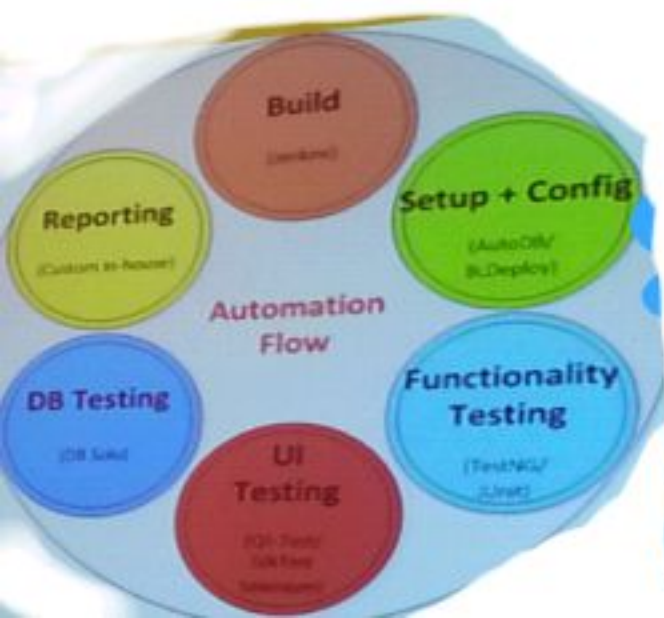 Build
(Jenkins)
Setup + Config
(AutoDB/
BLDeploy)
Functionality
Testing
(TestNG/
JUnit)
UI
Testing
Selenium)
DB Testing
(DB Solo)
Reporting
(Custom in-house)
Automation
Flow